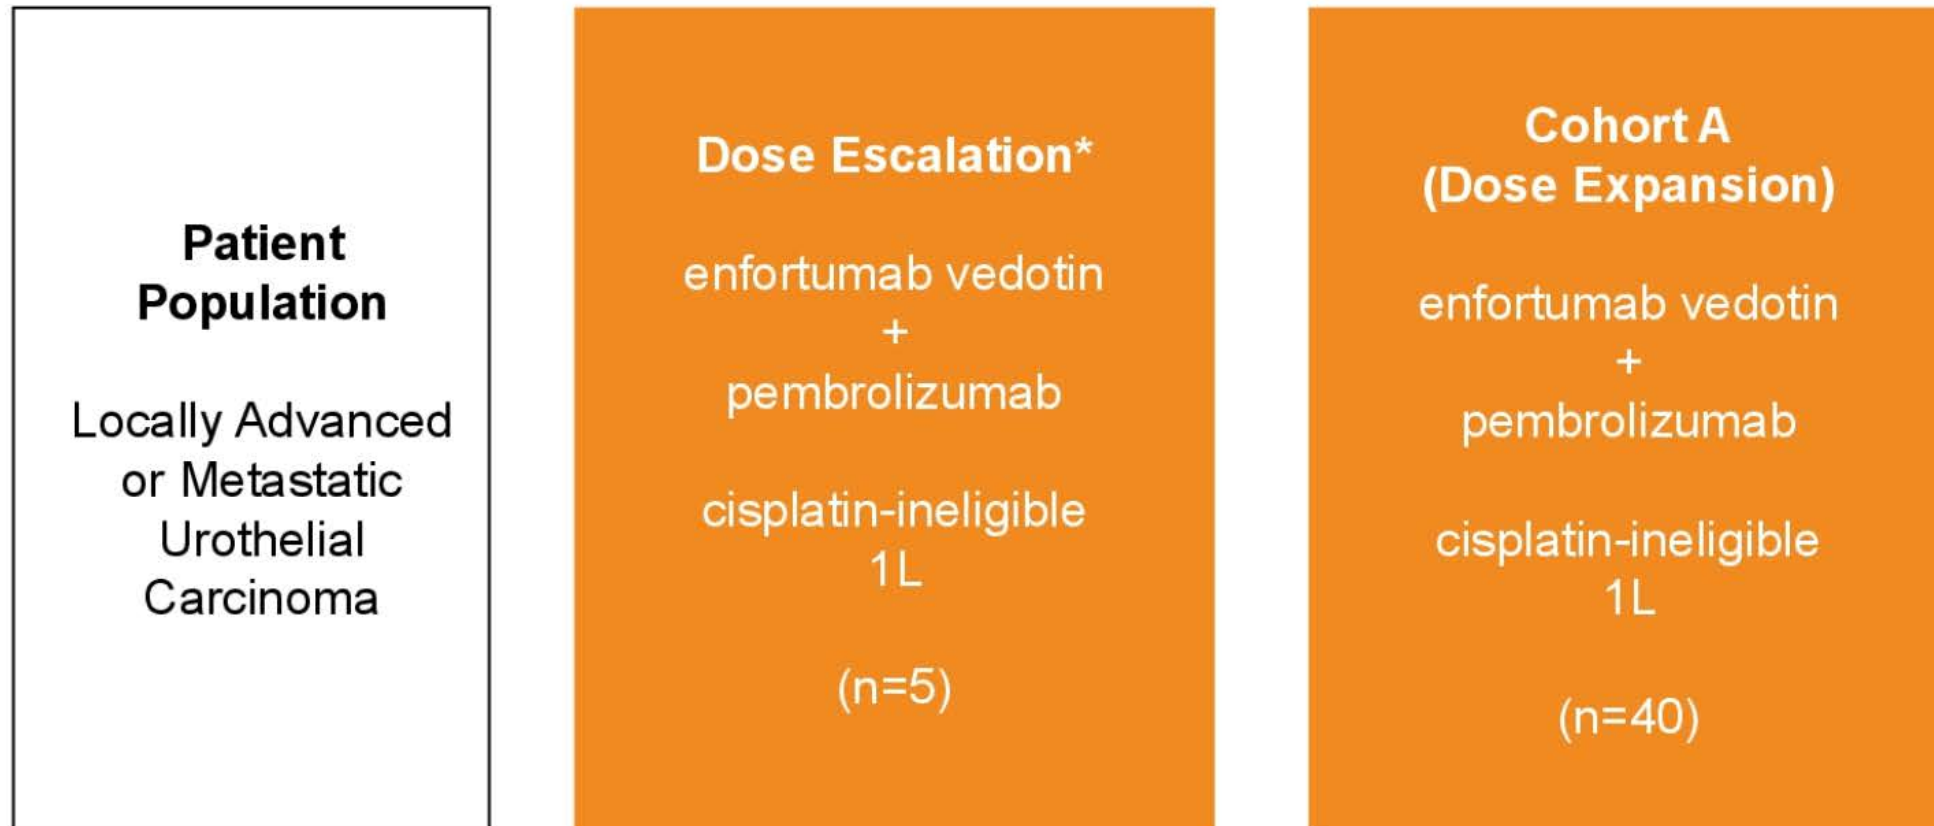 Patient
Population
Locally Advanced
or Metastatic
Urothelial
Carcinoma
Dose Escalation*
enfortumab vedotin
+
pembrolizumab
cisplatin-ineligible
1L
(n=5)
Cohort A
(Dose Expansion)
enfortumab vedotin
+
pembrolizumab
cisplatin-ineligible
1L
(n=40)